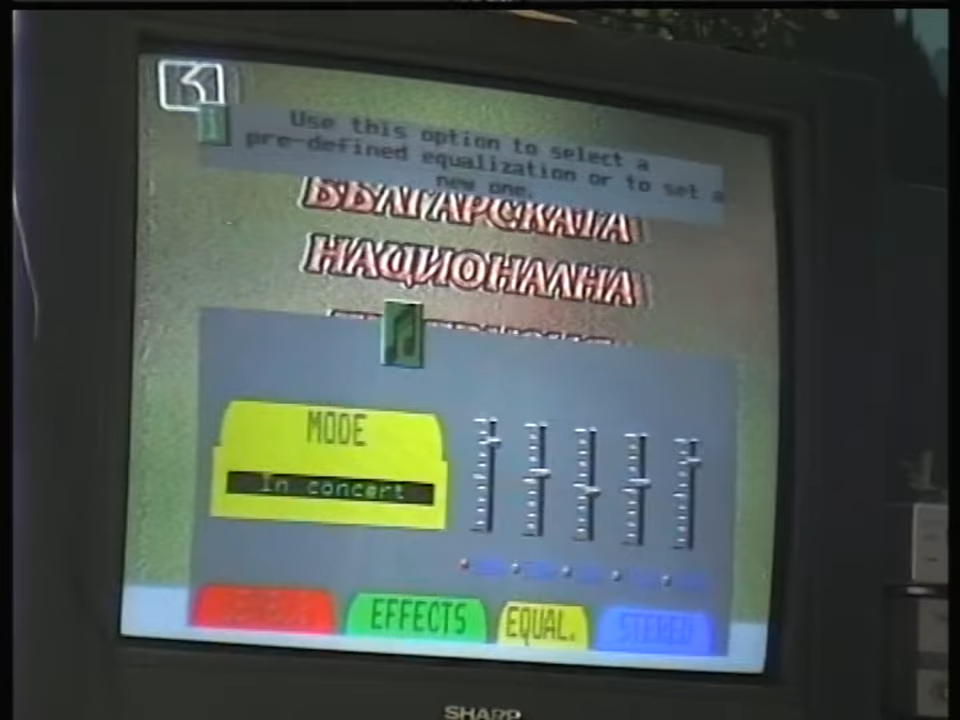 i
Use this option to select a
pre-defined equalization or to set a
new one.
БЪЛГАРСКАТА
НАЦИОНАЛНА
MODE
In concert
EFFECTS
EQUAL.
STEREO
SHARP